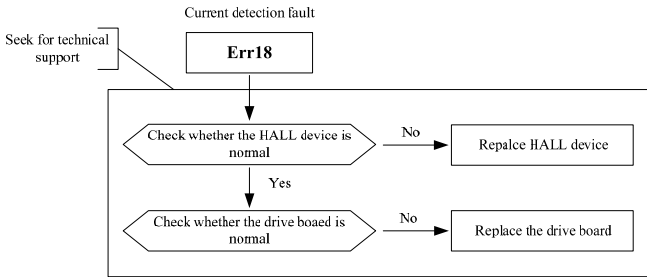 Current detection fault
Seek for technical
support
Err18
Check whether the HALL device is
normal
No
Repalce HALL device
Yes
Check whether the drive boaed is
normal
No
Replace the drive board